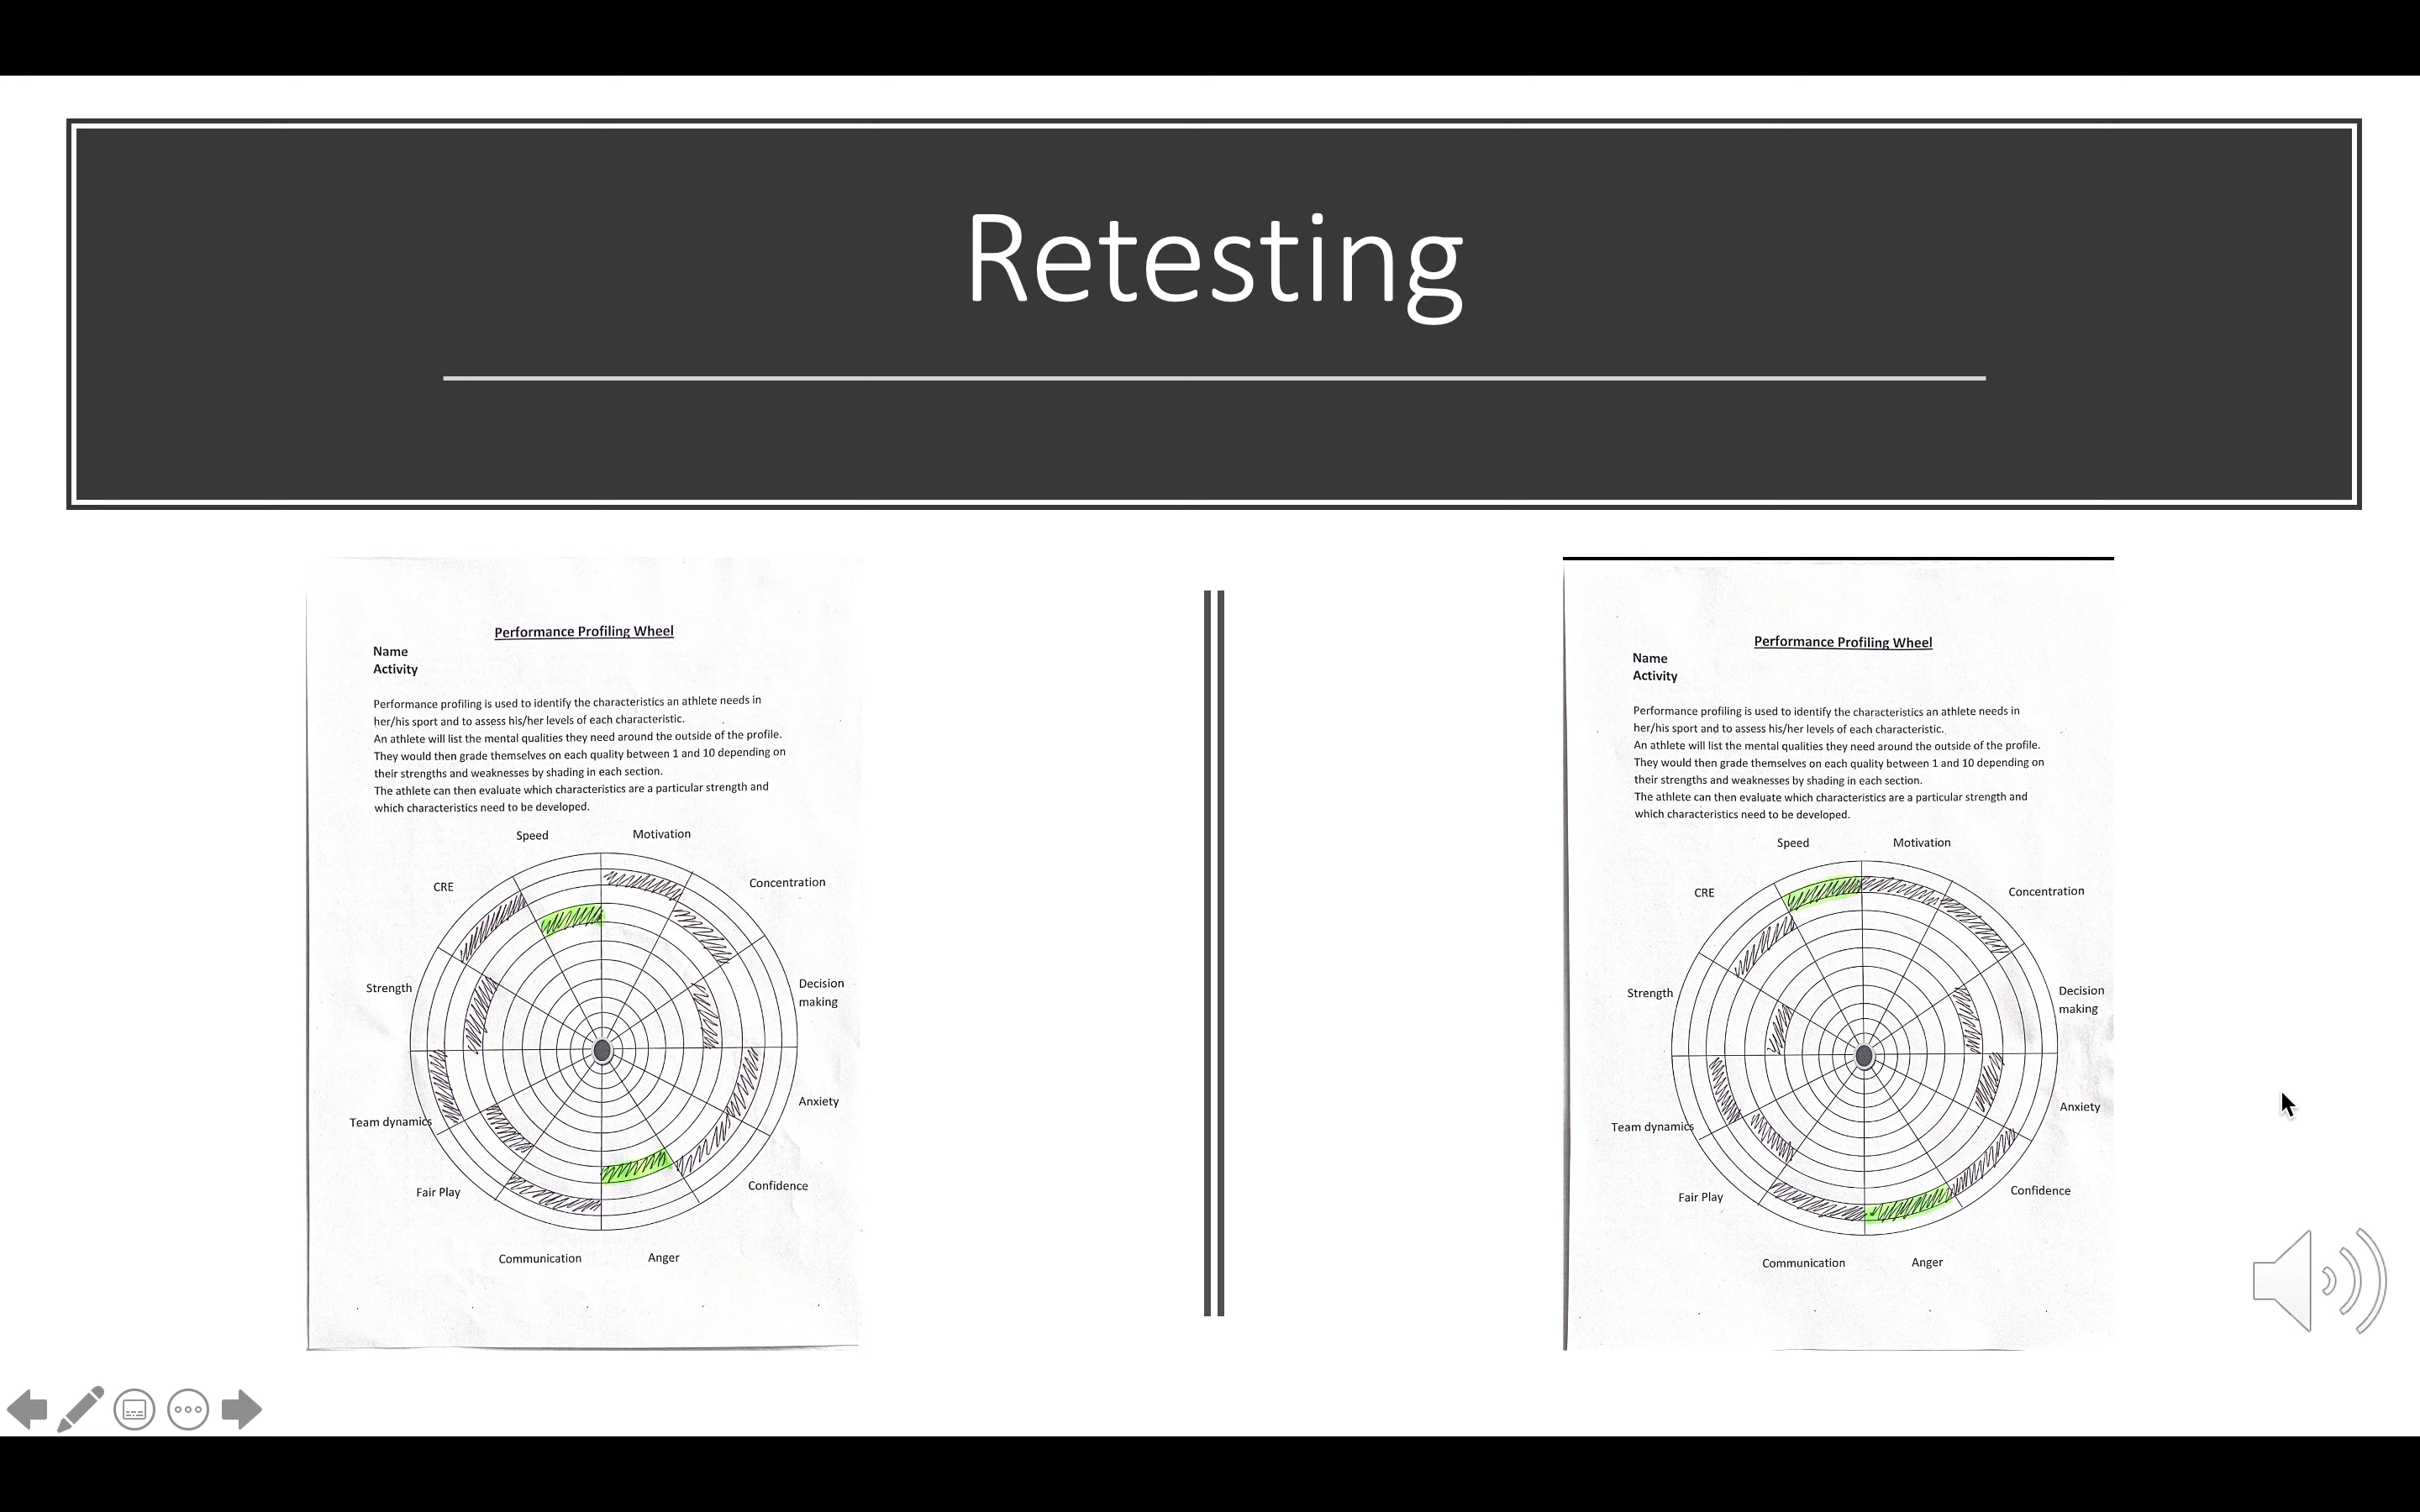 Retesting
Performance Profiling Wheel
Name
Activity
Performance profiling is used to identify the characteristics an athlete needs in
her/his sport and to assess his/her levels of each characteristic.
An athlete will list the mental qualities they need around the outside of the profile.
They would then grade themselves on each quality between 1 and 10 depending on
their strengths and weaknesses by shading in each section.
The athlete can then evaluate which characteristics are a particular strength and
which characteristics need to be developed.
Speed
Motivation
CRE
Concentration
Strength
Decision
making
Team dynamics
Anxiety
Fair Play
Confidence
Communication
Anger
Performance Profiling Wheel
Name
Activity
Performance profiling is used to identify the characteristics an athlete needs in
her/his sport and to assess his/her levels of each characteristic.
An athlete will list the mental qualities they need around the outside of the profile.
They would then grade themselves on each quality between 1 and 10 depending on
their strengths and weaknesses by shading in each section.
The athlete can then evaluate which characteristics are a particular strength and
which characteristics need to be developed.
Speed
Motivation
CRE
Concentration
Strength
Decision
making
Team dynamics
Anxiety
Fair Play
Confidence
Communication
Anger